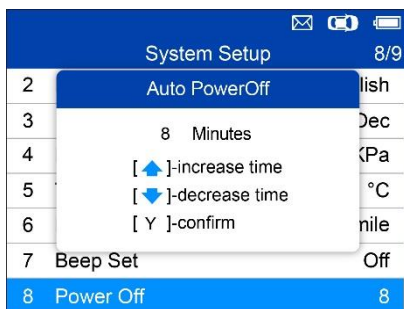 System Setup 8/9
2 lish
Auto PowerOff
3 Dec
8 Minutes
4 KPa
[ ]-increase time
5 °C
[ ]-decrease time
6 mile
[ Y ]-confirm
7 Beep Set Off
8 Power Off 8